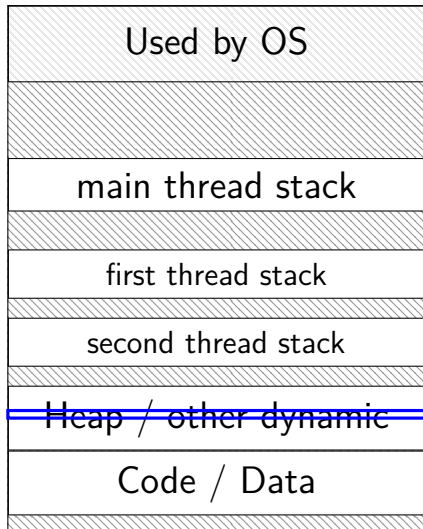 Used by OS
main thread stack
first thread stack
second thread stack
Heap / other dynamic
Code / Data